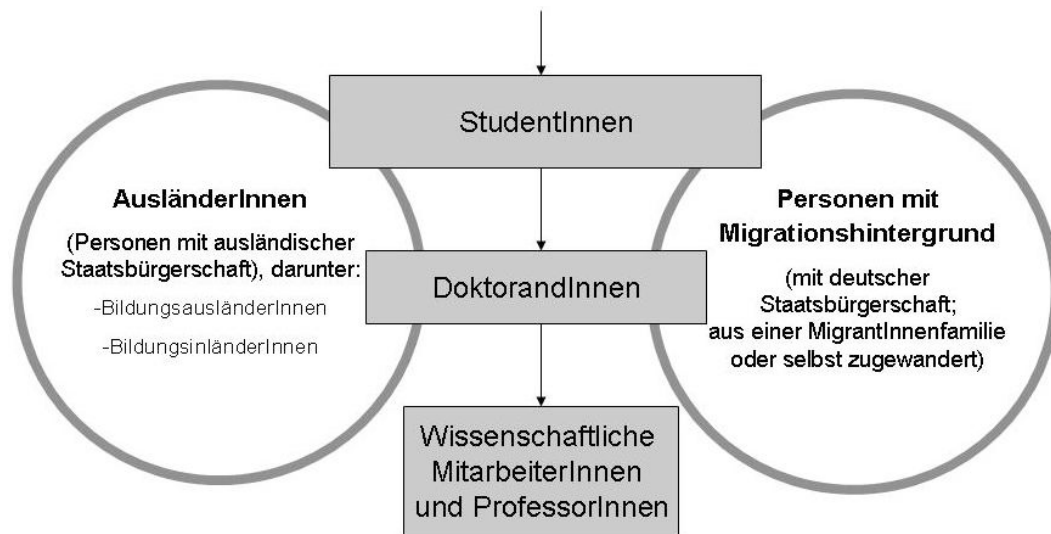 StudentInnen
AusländerInnen
(Personen mit ausländischer
Staatsbürgerschaft), darunter:
-BildungsausländerInnen
-BildungsinländerInnen
DoktorandInnen
Personen mit
Migrationshintergrund
(mit deutscher
Staatsbürgerschaft;
aus einer MigrantInnenfamilie
oder selbst zugewandert)
Wissenschaftliche
MitarbeiterInnen
und ProfessorInnen